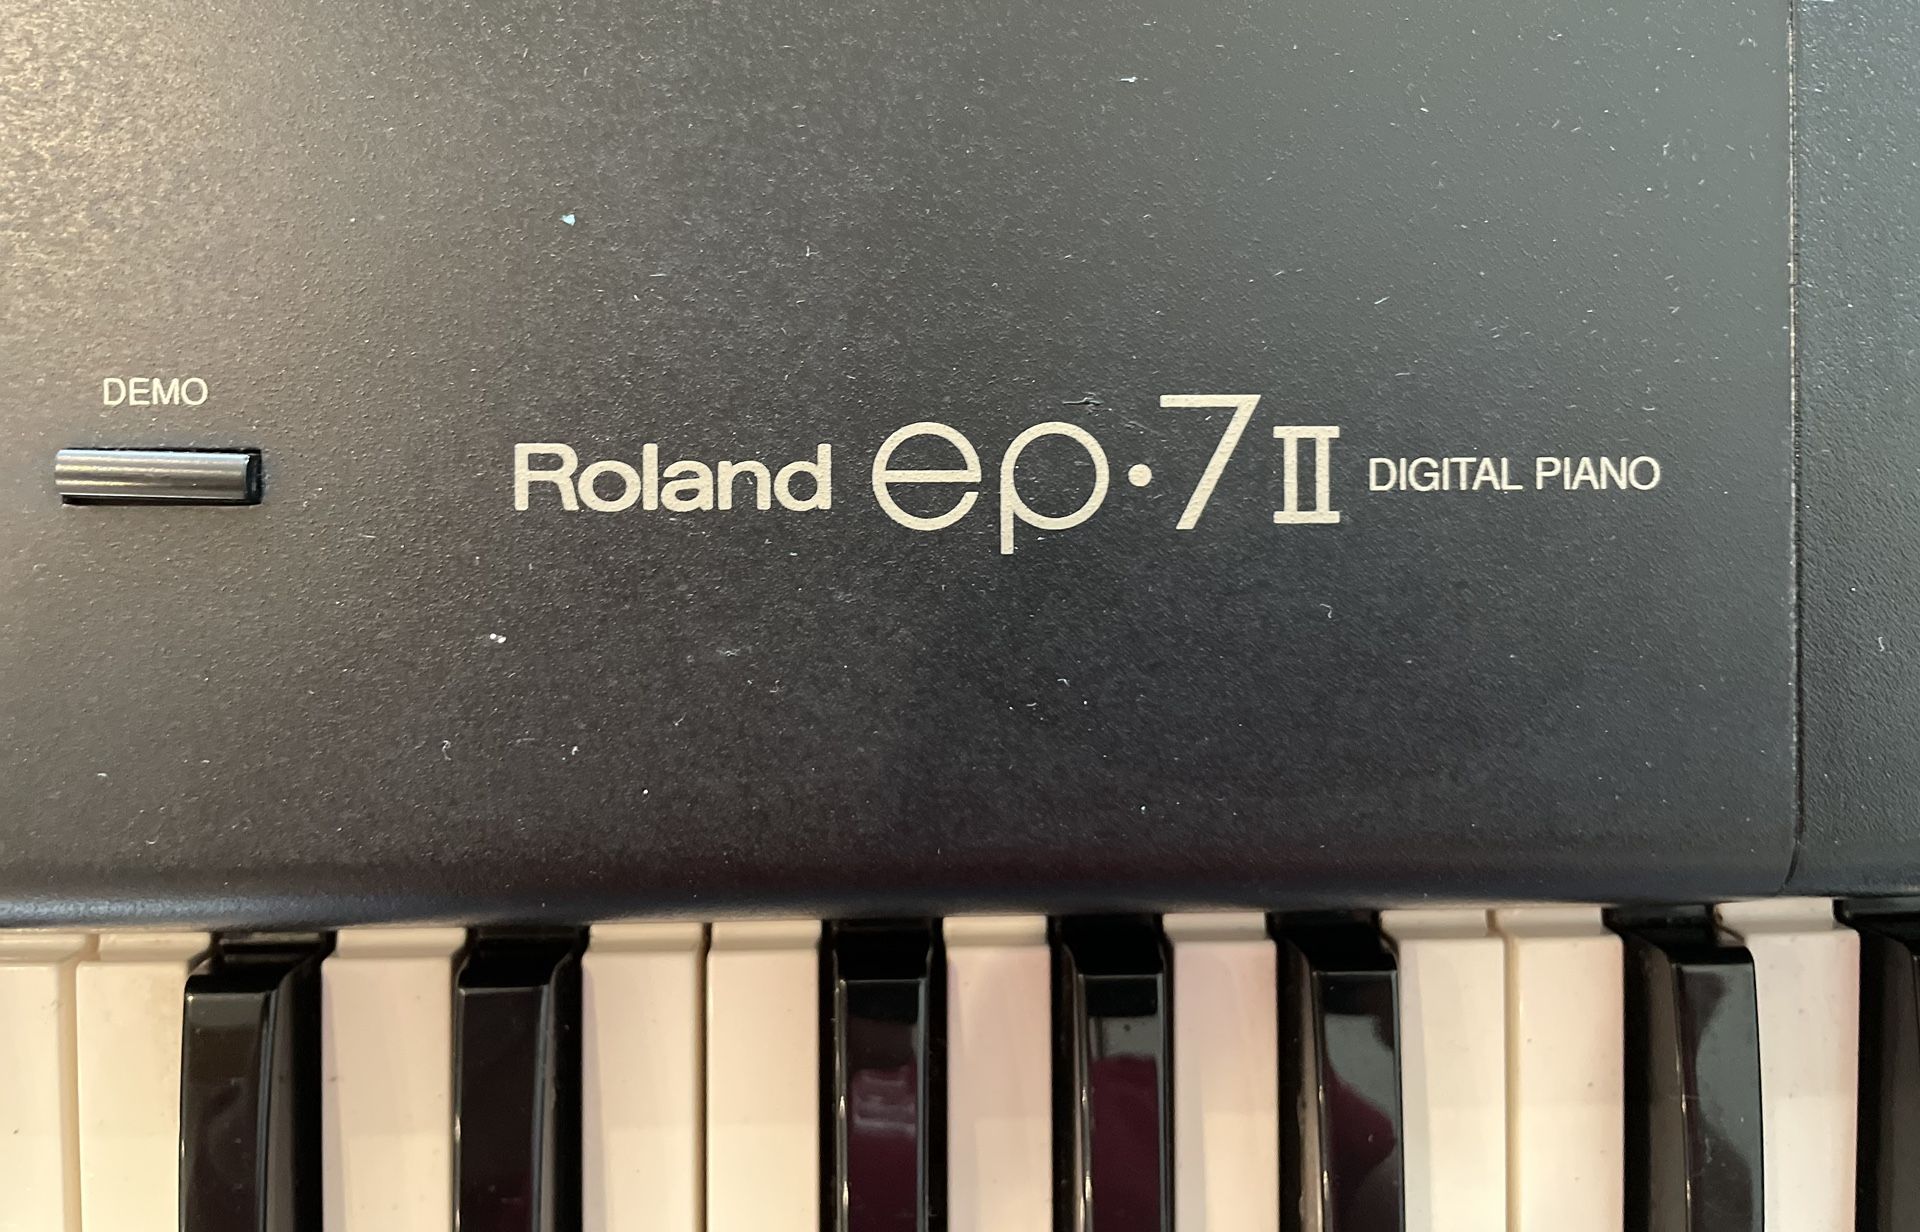 DEMO
Roland ep·7II DIGITAL PIANO